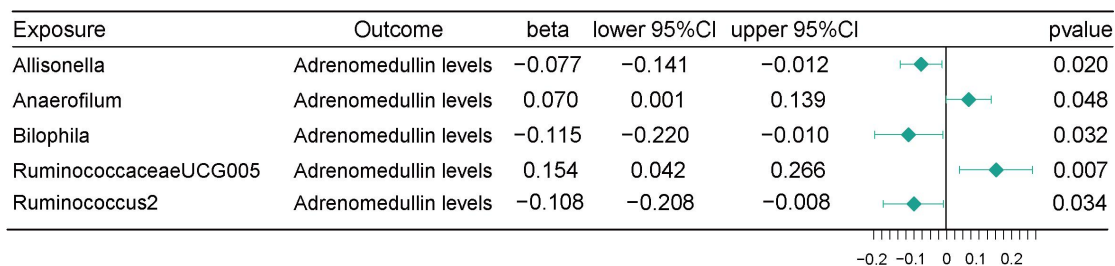 Exposure Outcome beta lower 95%CI upper 95%CI pvalue
Allisonella Adrenomedullin levels −0.077 −0.141 −0.012 0.020
Anaerofilum Adrenomedullin levels 0.070 0.001 0.139 0.048
Bilophila Adrenomedullin levels −0.115 −0.220 −0.010 0.032
RuminococcaceaeUCG005 Adrenomedullin levels 0.154 0.042 0.266 0.007
Ruminococcus2 Adrenomedullin levels −0.108 −0.208 −0.008 0.034
−0.2 −0.1 0 0.1 0.2